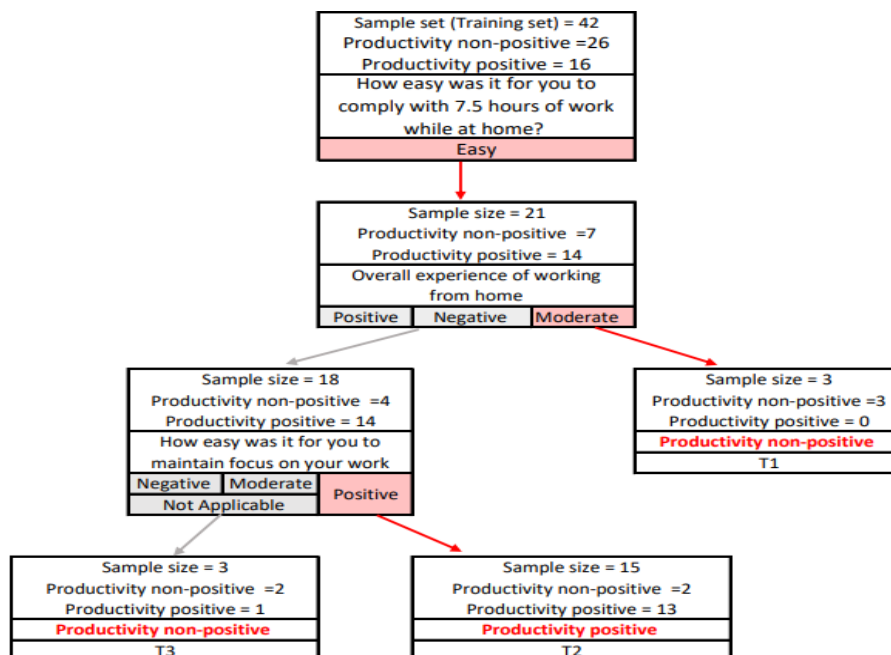 Sample set (Training set) = 42
Productivity non-positive =26
Productivity positive = 16
How easy was it for you to
comply with 7.5 hours of work
while at home?
Easy
Sample size = 21
Productivity non-positive =7
Productivity positive = 14
Overall experience of working
from home
Positive Negative Moderate
Sample size = 18
Productivity non-positive =4
Productivity positive = 14
How easy was it for you to
maintain focus on your work
Negative Moderate
Not Applicable
Positive
Sample size = 3
Productivity non-positive =3
Productivity positive = 0
Productivity non-positive
T1
Sample size = 3
Productivity non-positive =2
Productivity positive = 1
Productivity non-positive
T3
Sample size = 15
Productivity non-positive =2
Productivity positive = 13
Productivity positive
T2